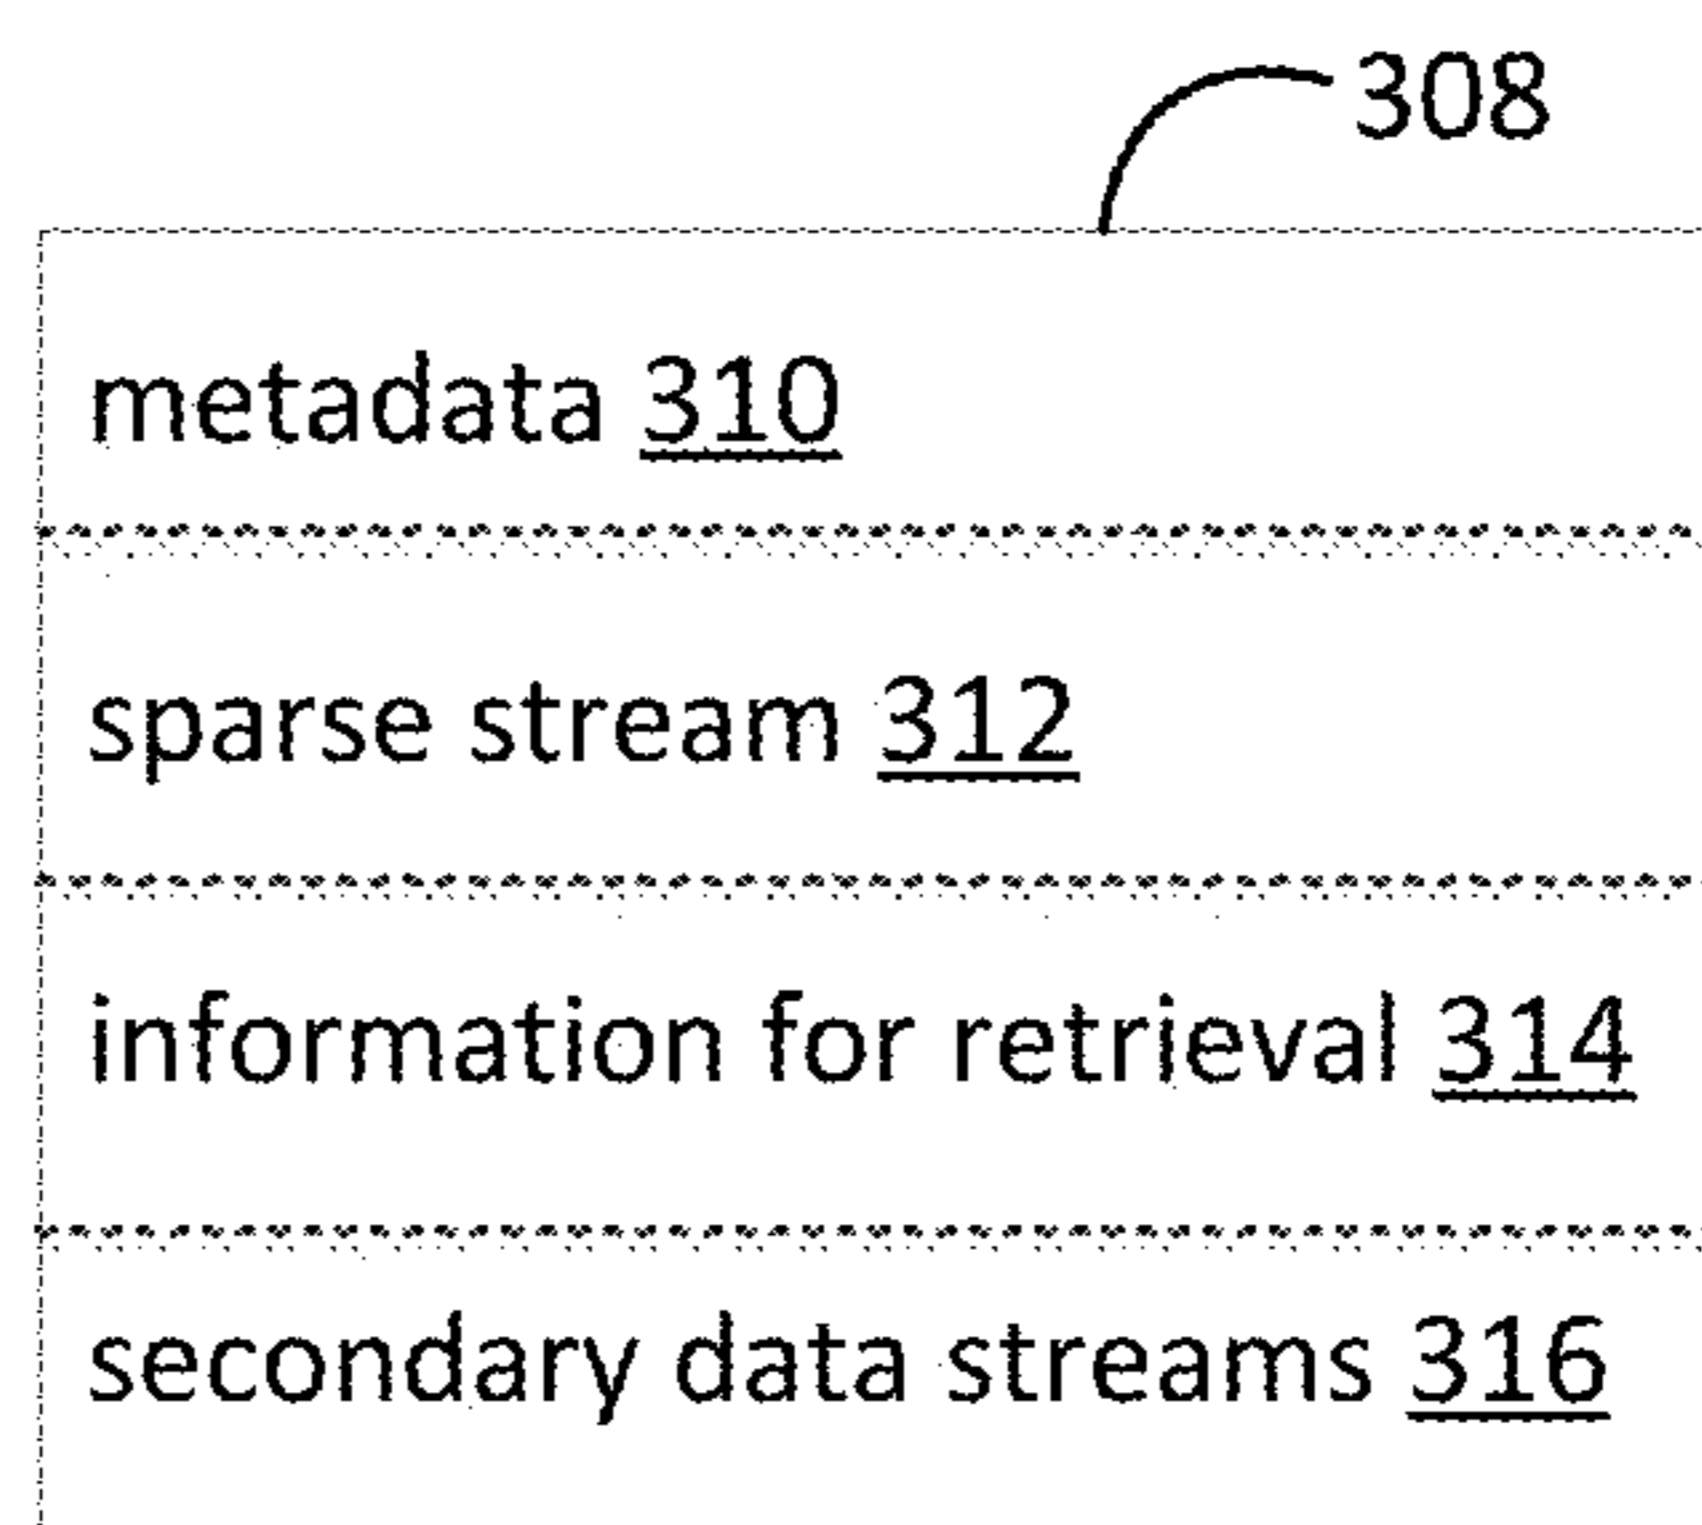 308
metadata 310
sparse stream 312
information for retrieval 314
secondary data streams 316